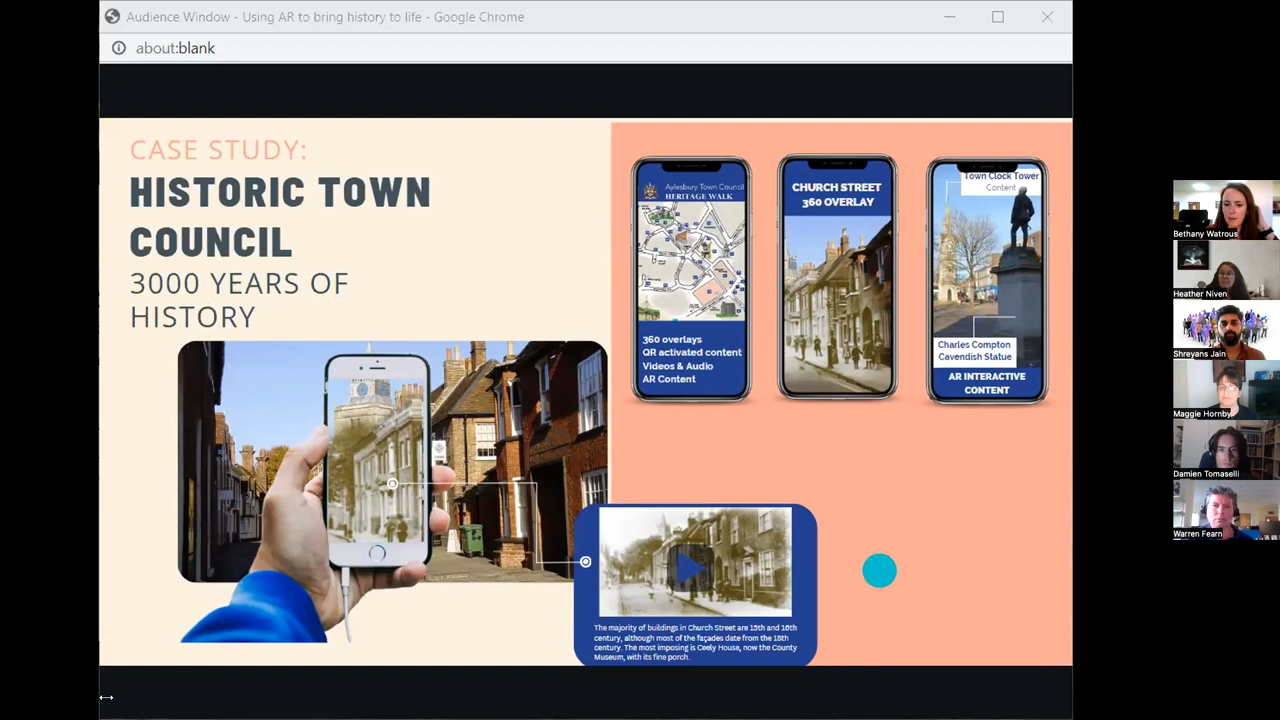 Audience Window - Using AR to bring history to life - Google Chrome
about:blank
CASE STUDY:
HISTORIC TOWN
COUNCIL
3000 YEARS OF
HISTORY
Aylesbury Town Council
HERITAGE WALK
360 overlays
QR activated content
Videos & Audio
AR Content
CHURCH STREET
360 OVERLAY
Town Clock Tower
Content
Charles Compton
Cavendish Statue
AR INTERACTIVE
CONTENT
The majority of buildings in Church Street are 15th and 16th
century, although most of the façades date from the 18th
century. The most imposing is Ceely House, now the County
Museum, with its fine porch.
Bethany Watrous
Heather Niven
Shreyans Jain
Maggie Hornby
Damien Tomaselli
Warren Fearn